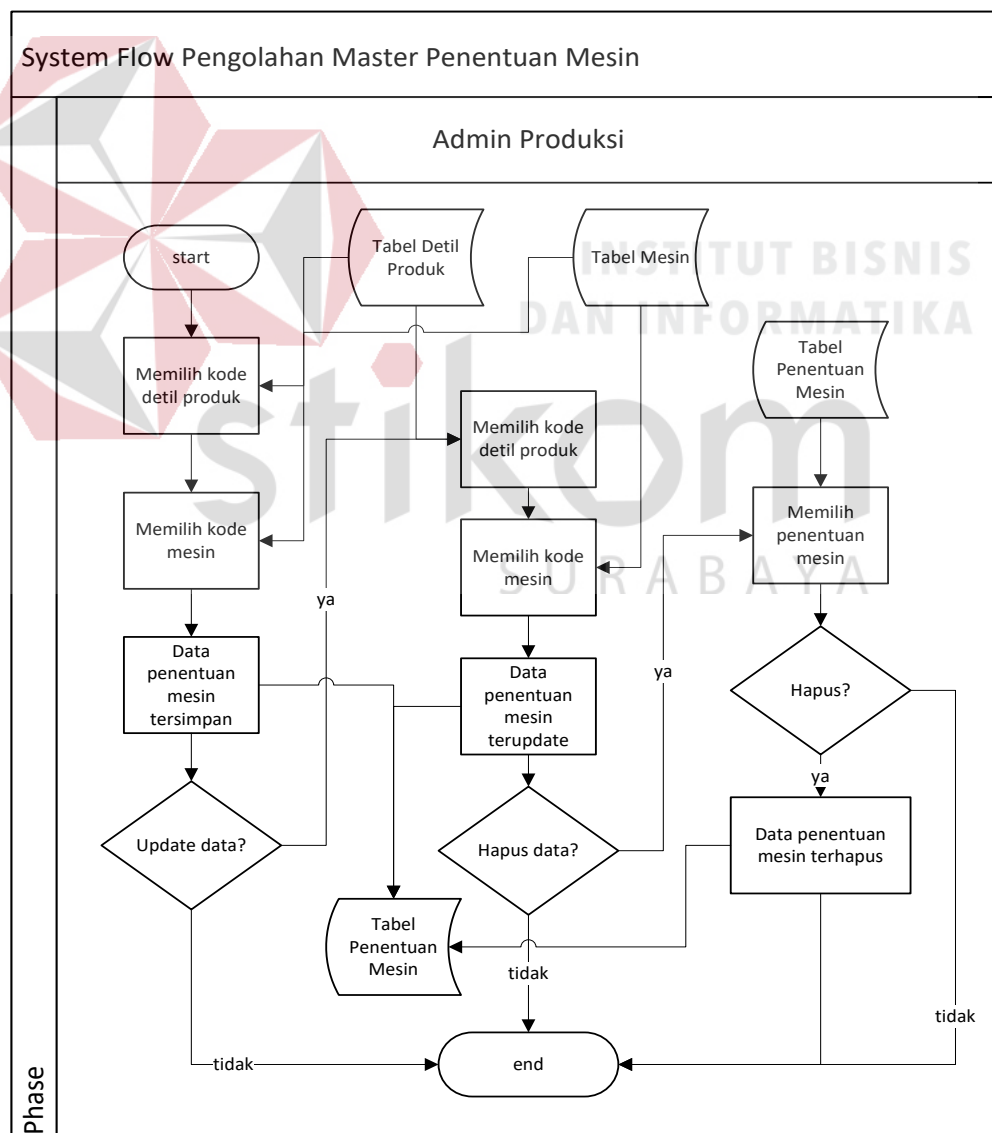 System Flow Pengolahan Master Penentuan Mesin
Admin Produksi
INSTITUT BISNIS
DAN INFORMATIKA
stikom
SURABAYA
start
Tabel Detil
Produk
Tabel Mesin
Tabel
Penentuan
Mesin
Memilih kode
detil produk
Memilih kode
detil produk
Memilih kode
mesin
Memilih kode
mesin
Memilih
penentuan
mesin
ya
Data
penentuan
mesin
tersimpan
Data
penentuan
mesin
terupdate
ya
Hapus?
ya
Update data?
Hapus data?
Data penentuan
mesin terhapus
Tabel
Penentuan
Mesin
tidak
tidak
tidak
end
Phase